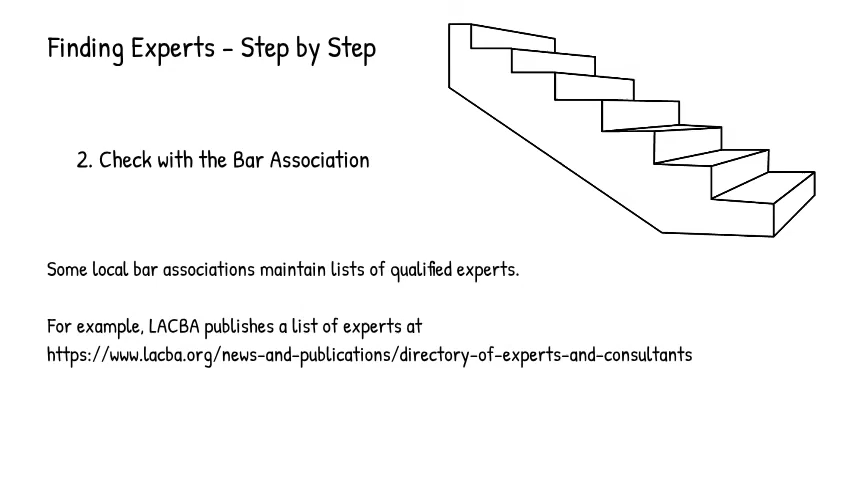 Finding Experts - Step by Step
2. Check with the Bar Association
Some local bar associations maintain lists of qualified experts.
For example, LACBA publishes a list of experts at
https://www.lacba.org/news-and-publications/directory-of-experts-and-consultants